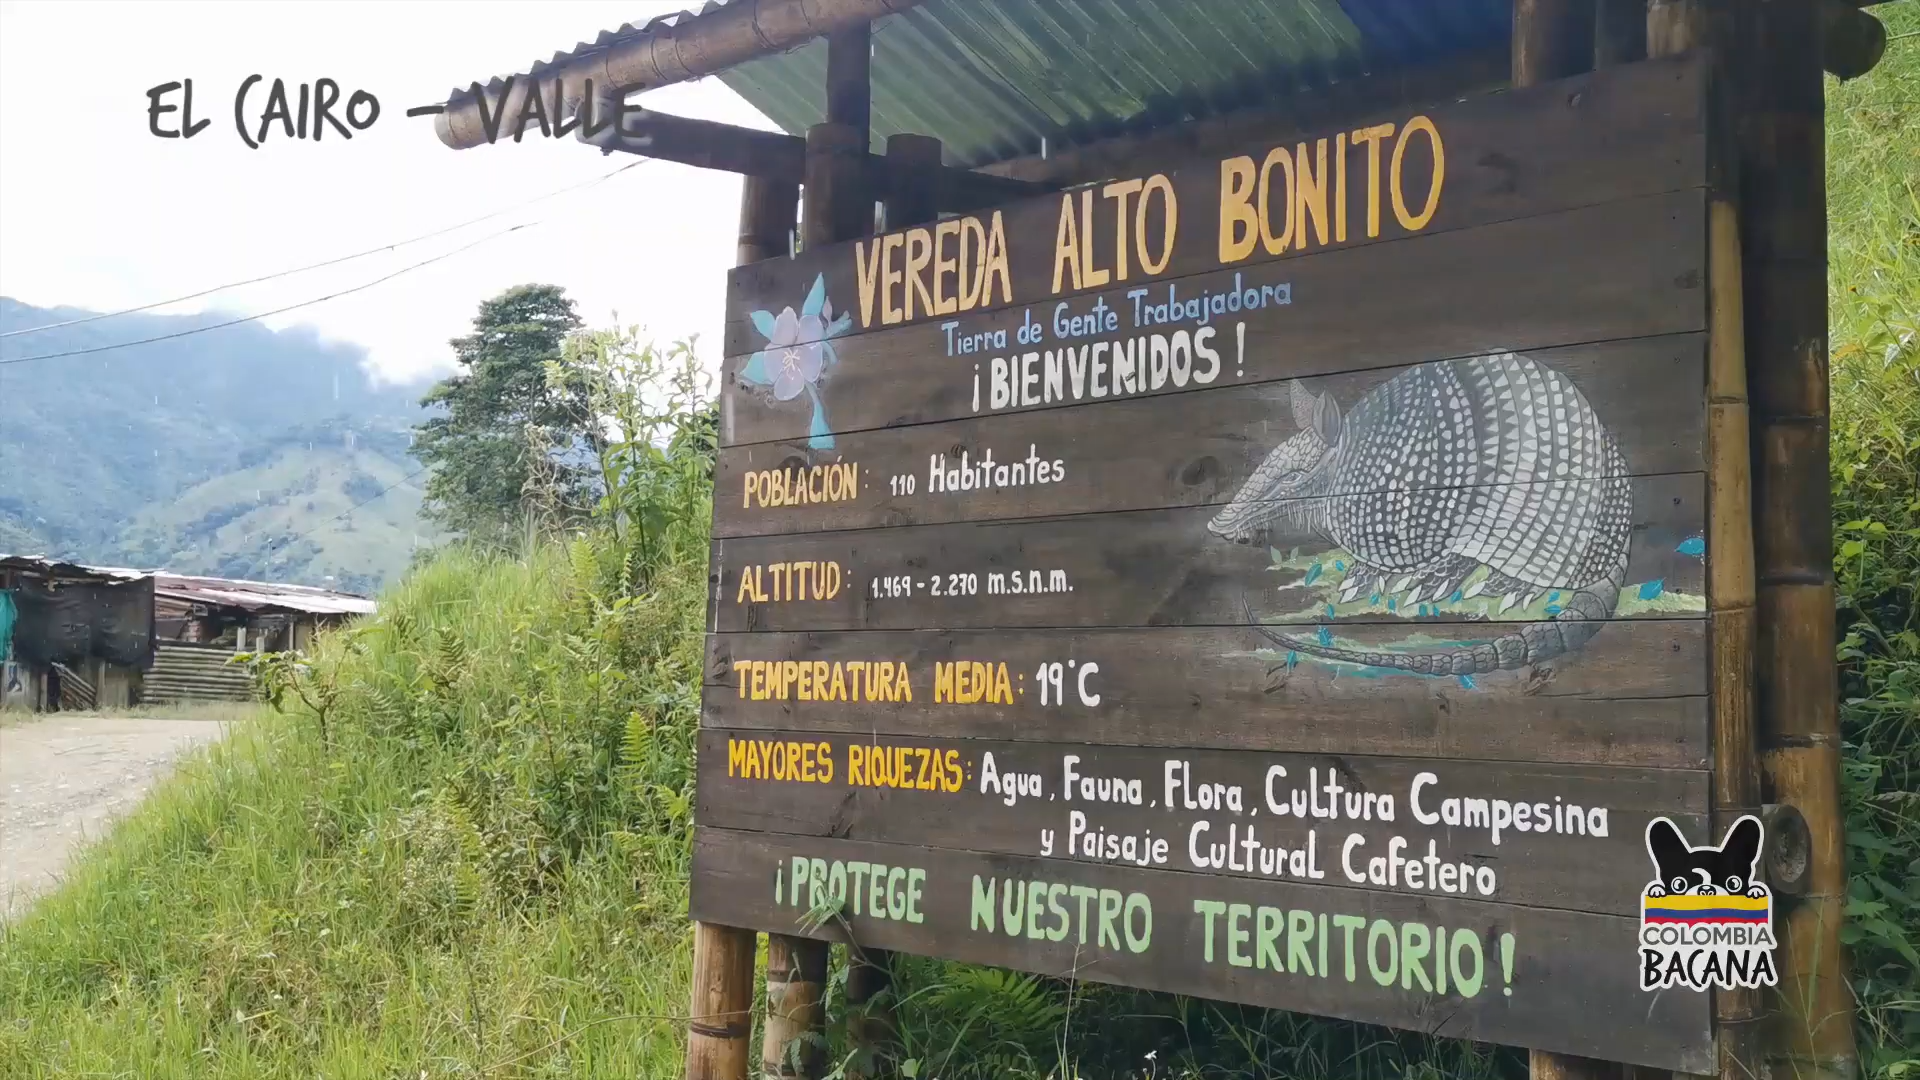 EL CAIRO – VALLE
VEREDA ALTO BONITO
Tierra de Gente Trabajadora
¡BIENVENIDOS!
POBLACIÓN: 110 Habitantes
ALTITUD: 1.469 - 2.270 m.s.n.m.
TEMPERATURA MEDIA: 19°C
MAYORES RIQUEZAS: Agua, Fauna, Flora, Cultura Campesina
y Paisaje Cultural Cafetero
¡PROTEGE NUESTRO TERRITORIO!
COLOMBIA
BACANA